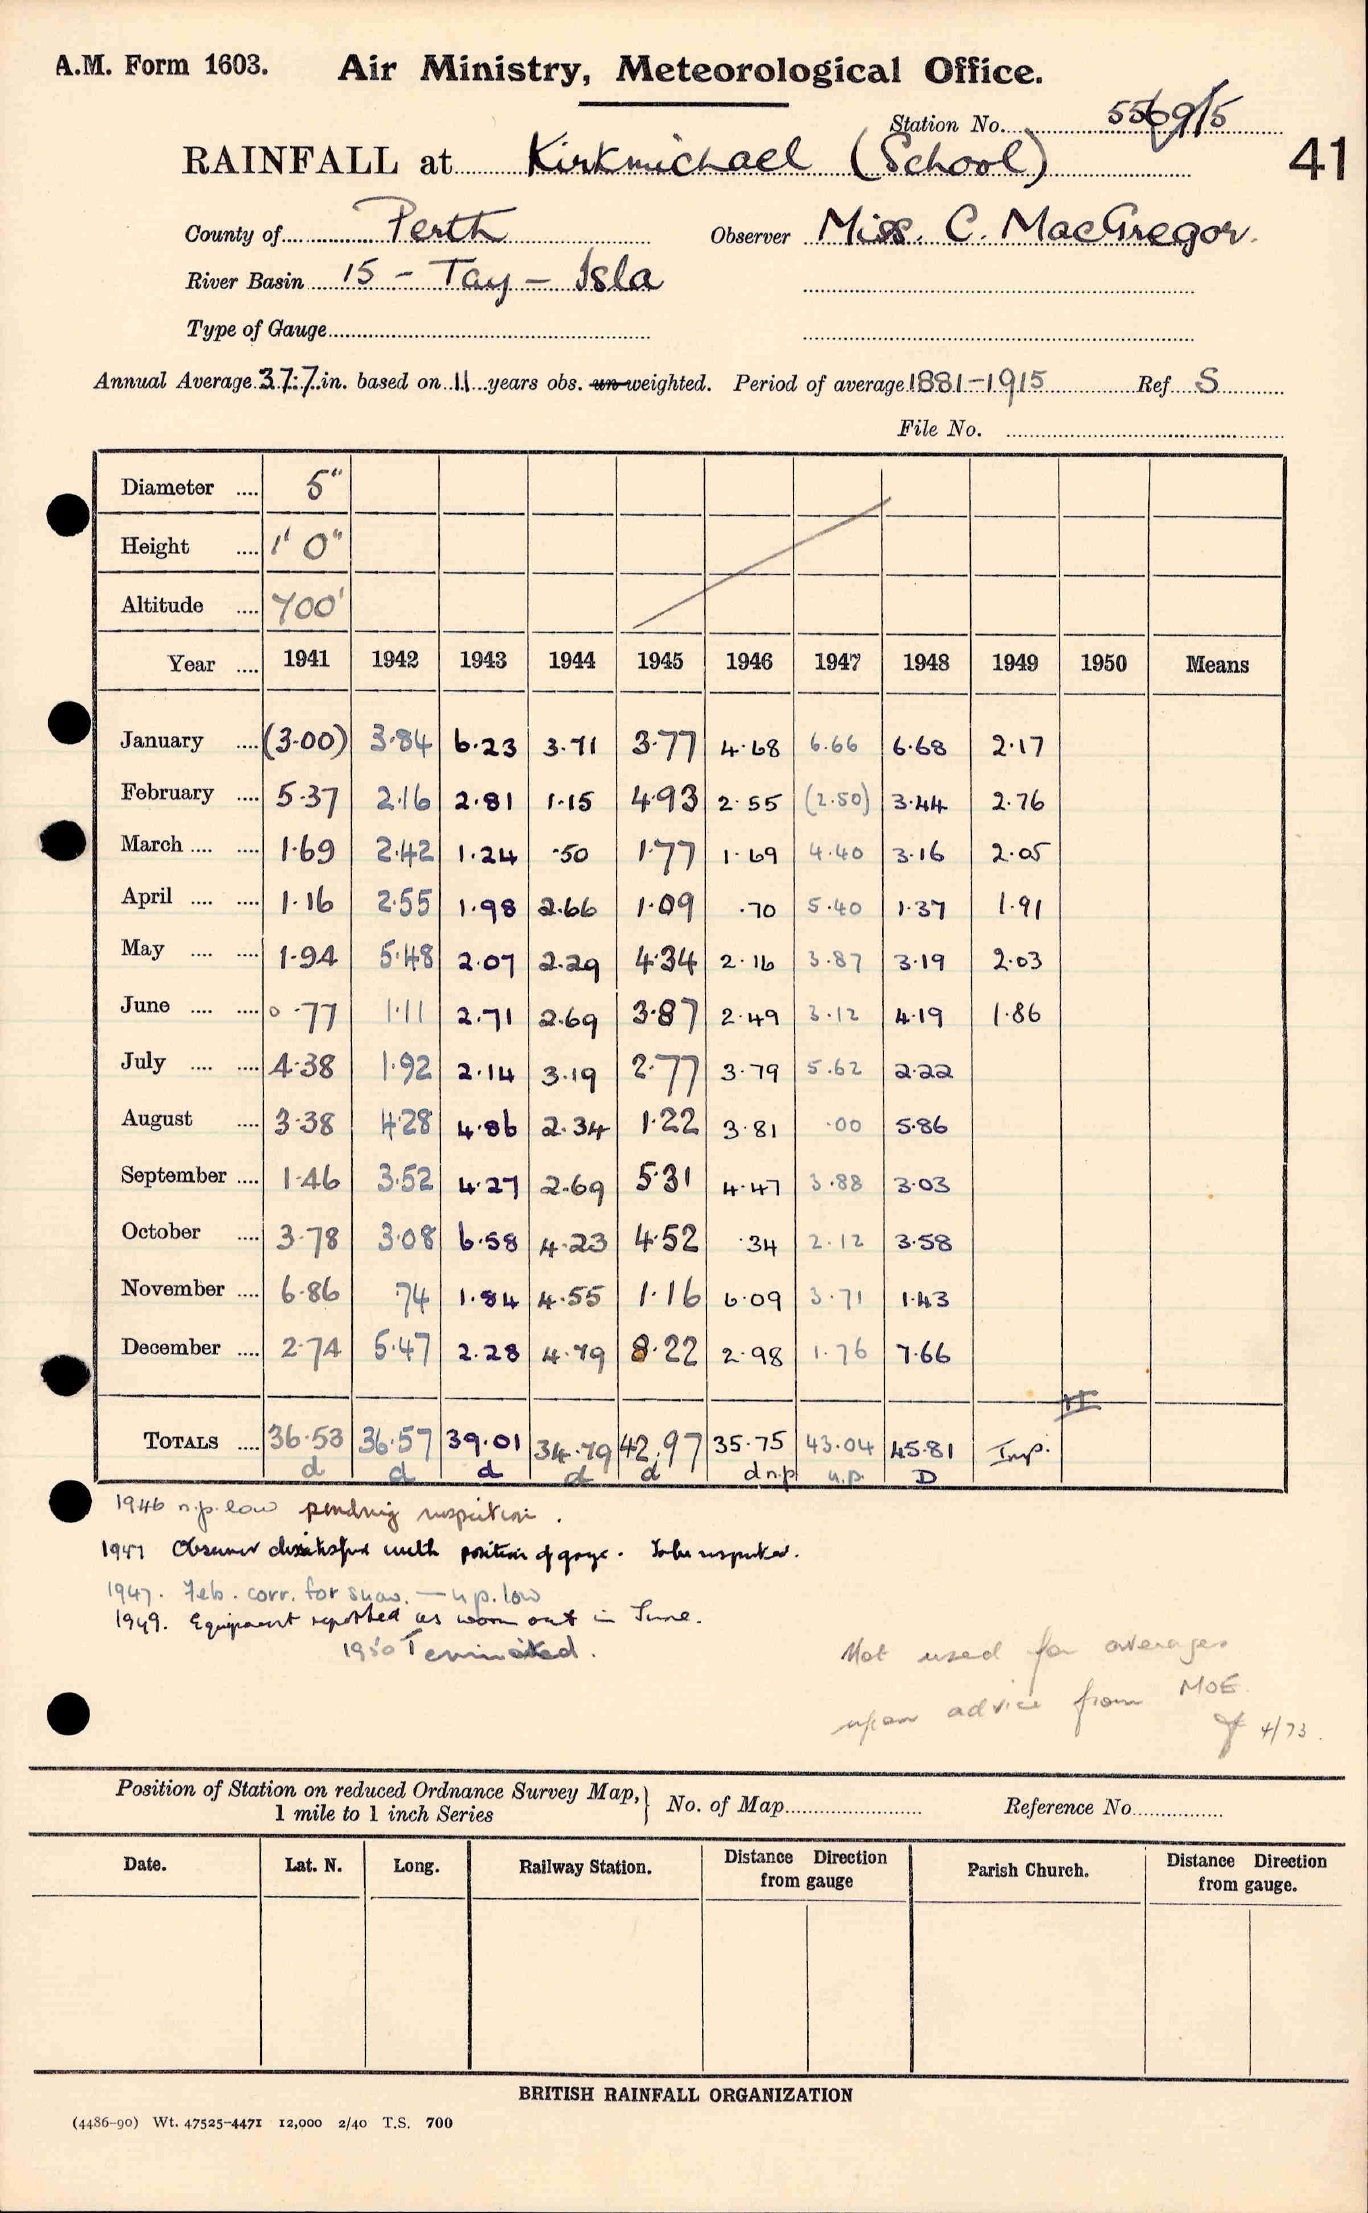 A.M. Form 1603. Air Ministry, Meteorological Office.
Station No. 5569/5
41
RAINFALL at Kirkmichael (School)
County of Perth Observer Miss. C. MacGregor.
River Basin 15 - Tay - Isla
Type of Gauge
Annual Average 37.7 in. based on 11 years obs. un-weighted. Period of average 1881-1915 Ref S
File No.
Diameter .... 5"
Height .... 1' 0"
Altitude .... 700'
Year .... 1941 1942 1943 1944 1945 1946 1947 1948 1949 1950 Means
January .... (3.00) 3.84 6.23 3.71 3.77 4.68 6.66 6.68 2.17
February .... 5.37 2.16 2.81 1.15 4.93 2.55 (2.50) 3.44 2.76
March .... .... 1.69 2.42 1.24 .50 1.77 1.69 4.40 3.16 2.05
April .... .... 1.16 2.55 1.98 2.66 1.09 .70 5.40 1.37 1.91
May .... .... 1.94 5.48 2.07 2.29 4.34 2.16 3.87 3.19 2.03
June .... .... 0.77 1.11 2.71 2.69 3.87 2.49 3.12 4.19 1.86
July .... .... 4.38 1.92 2.14 3.19 2.77 3.79 5.62 2.22
August .... 3.38 4.28 4.86 2.34 1.22 3.81 .00 5.86
September .... 1.46 3.52 4.27 2.69 5.31 4.47 3.88 3.03
October .... 3.78 3.08 6.58 4.23 4.52 .34 2.12 3.58
November .... 6.86 .74 1.84 4.55 1.16 6.09 3.71 1.43
December .... 2.74 5.47 2.28 4.79 8.22 2.98 1.76 7.66
TOTALS .... 36.53 36.57 39.01 34.79 42.97 35.75 43.04 45.81 Imp.
d d d d d d n.p. n.p. D
1946 n.p. low pending inspection.
1947 Observer dissatisfied with position of gauge. To be inspected.
1947. Feb. corr. for snow. — n.p. low
1949. Equipment reported as worn out in June.
1950 Terminated.
Not used for averages
upon advice from MOE.
4/73.
Position of Station on reduced Ordnance Survey Map,
1 mile to 1 inch Series
No. of Map Reference No.
Date. Lat. N. Long. Railway Station. Distance from gauge Direction Parish Church. Distance from gauge. Direction
BRITISH RAINFALL ORGANIZATION
(4486-90) Wt. 47525-4471 12,000 2/40 T.S. 700